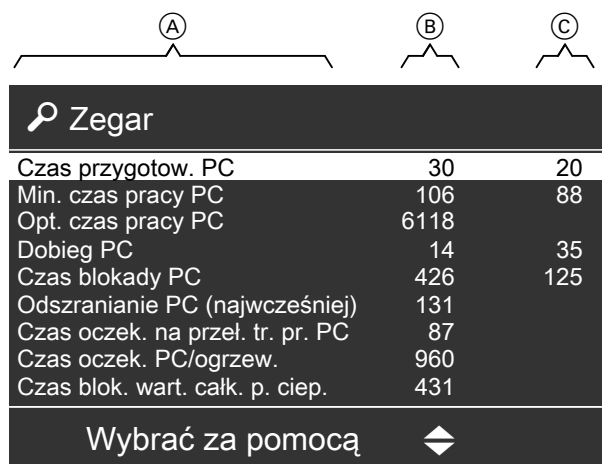 Ⓐ Ⓑ Ⓒ
Zegar
Czas przygotow. PC 30 20
Min. czas pracy PC 106 88
Opt. czas pracy PC 6118
Dobieg PC 14 35
Czas blokady PC 426 125
Odszranianie PC (najwcześniej) 131
Czas oczek. na przeł. tr. pr. PC 87
Czas oczek. PC/ogrzew. 960
Czas blok. wart. całk. p. ciep. 431
Wybrać za pomocą